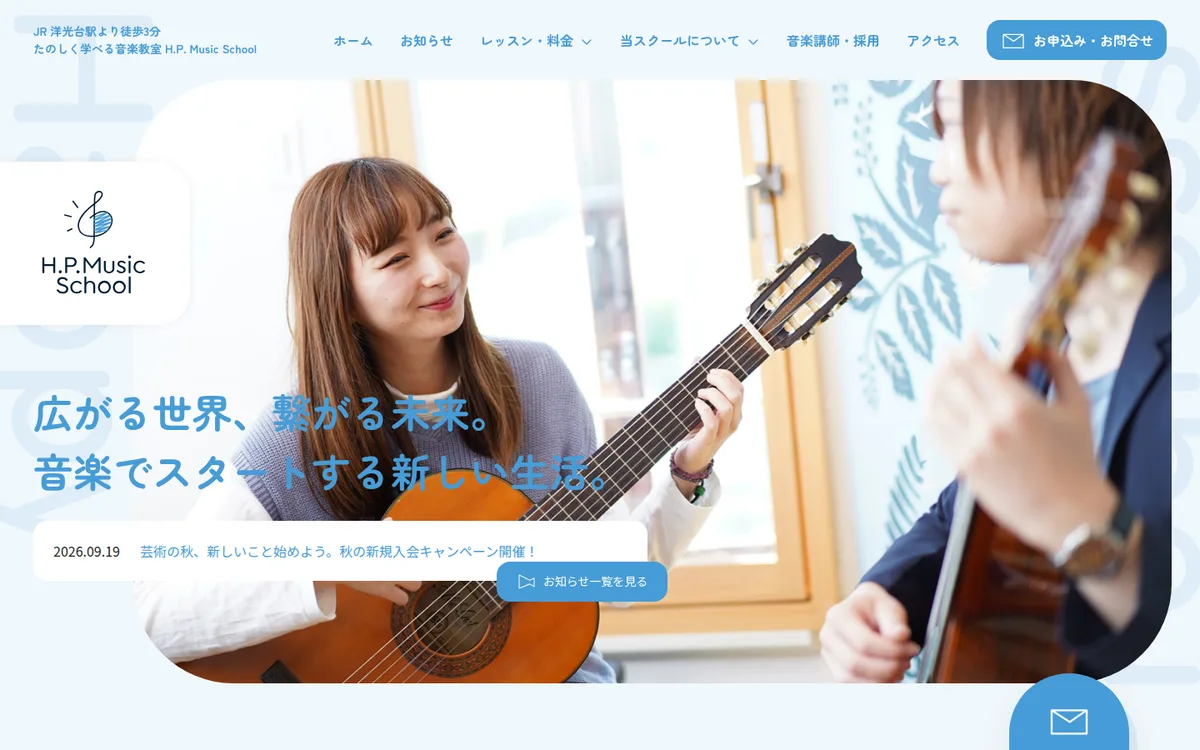 JR 洋光台駅より徒歩3分
たのしく学べる音楽教室 H.P. Music School
ホーム
お知らせ
レッスン・料金
当スクールについて
音楽講師・採用
アクセス
お申込み・お問合せ
H.P.Music
School
広がる世界、繋がる未来。
音楽でスタートする新しい生活。
2026.09.19
芸術の秋、新しいこと始めよう。秋の新規入会キャンペーン開催！
お知らせ一覧を見る